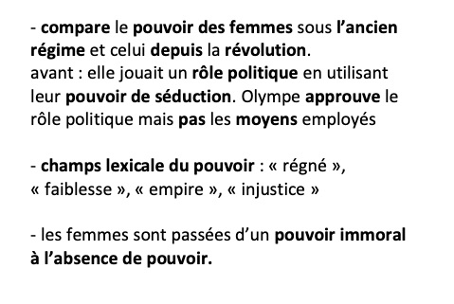 - compare le pouvoir des femmes sous l’ancien
régime et celui depuis la révolution.
avant : elle jouait un rôle politique en utilisant
leur pouvoir de séduction. Olympe approuve le
rôle politique mais pas les moyens employés
- champs lexicale du pouvoir : « régné »,
« faiblesse », « empire », « injustice »
- les femmes sont passées d’un pouvoir immoral
à l’absence de pouvoir.